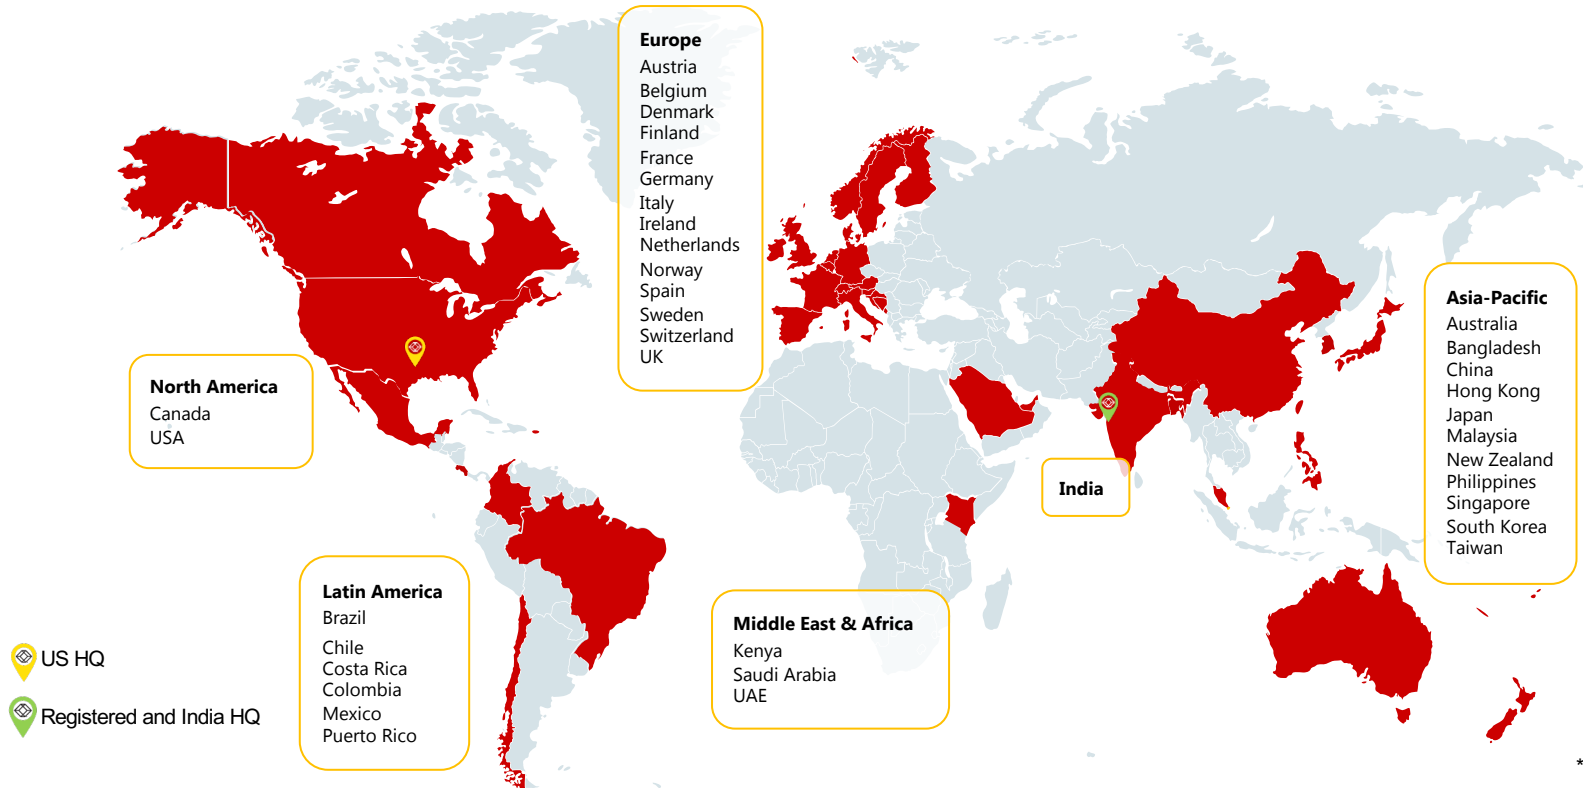 Europe
Austria
Belgium
Denmark
Finland
France
Germany
Italy
Ireland
Netherlands
Norway
Spain
Sweden
Switzerland
UK
North America
Canada
USA
Asia-Pacific
Australia
Bangladesh
China
Hong Kong
Japan
Malaysia
New Zealand
Philippines
Singapore
South Korea
Taiwan
India
Latin America
Brazil
Chile
Costa Rica
Colombia
Mexico
Puerto Rico
Middle East & Africa
Kenya
Saudi Arabia
UAE
US HQ
Registered and India HQ
*